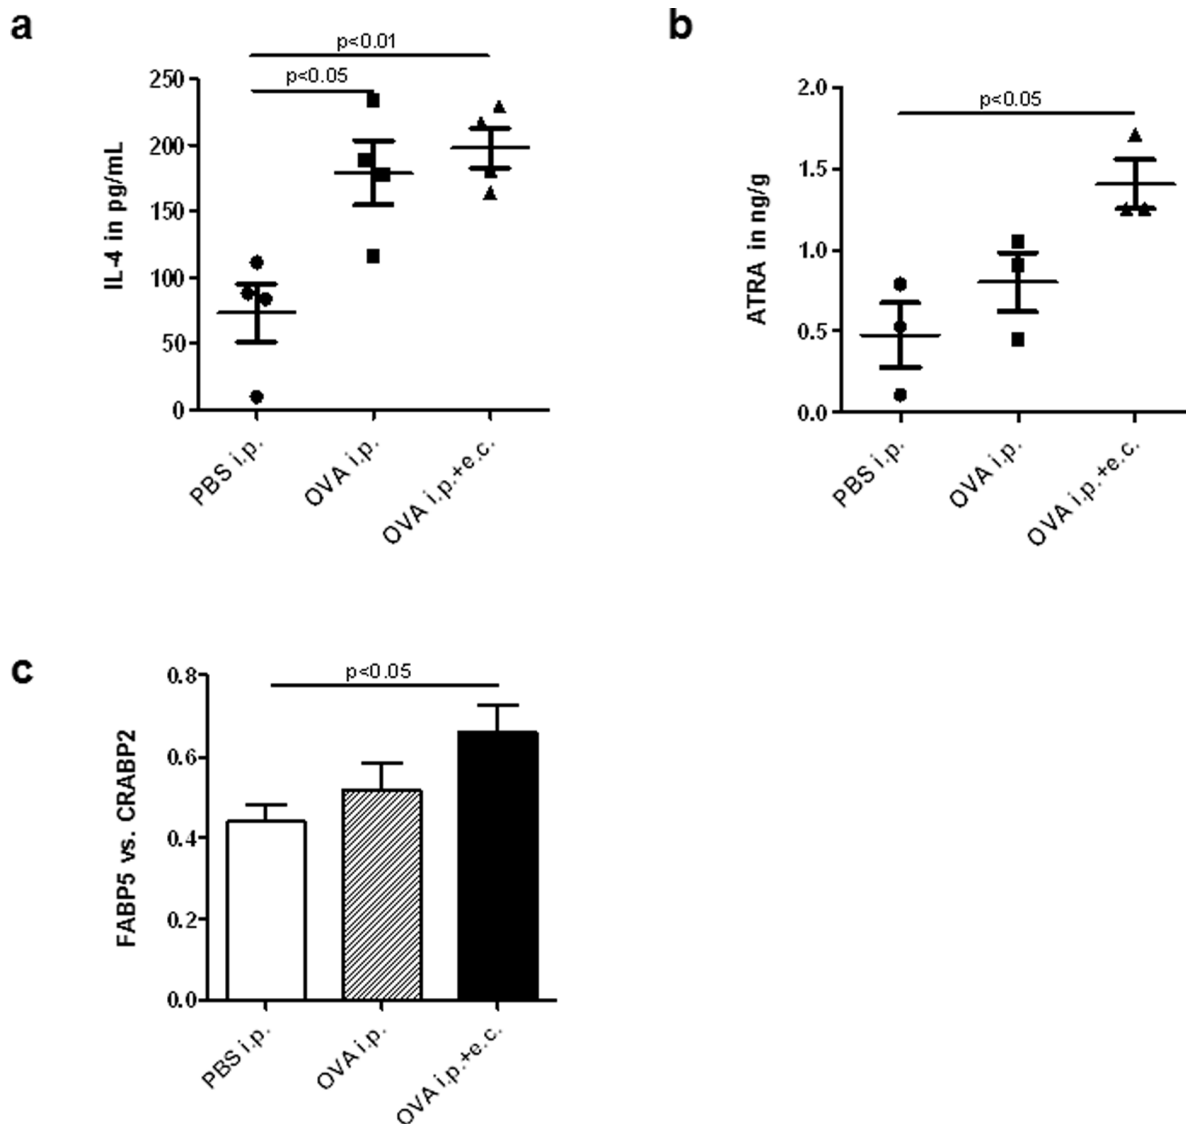 a
p<0.01
p<0.05
IL-4 in pg/mL
250
200
150
100
50
0
PBS i.p.
OVA i.p.
OVA i.p.+e.c.
b
p<0.05
ATRA in ng/g
2.0
1.5
1.0
0.5
0.0
PBS i.p.
OVA i.p.
OVA i.p.+e.c.
c
p<0.05
FABP5 vs. CRABP2
0.8
0.6
0.4
0.2
0.0
PBS i.p.
OVA i.p.
OVA i.p.+e.c.